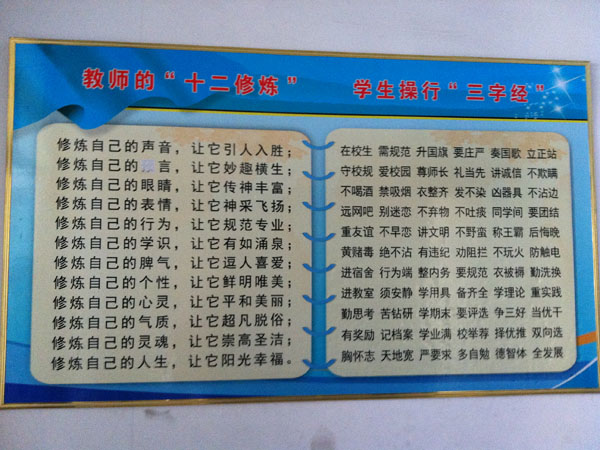 教师的“十二修炼”
修炼自己的声音，让它引人入胜；
修炼自己的 言，让它妙趣横生；
修炼自己的眼睛，让它传神丰富；
修炼自己的表情，让它神采飞扬；
修炼自己的行为，让它规范专业；
修炼自己的学识，让它有如涌泉；
修炼自己的脾气，让它逗人喜爱；
修炼自己的个性，让它鲜明唯美；
修炼自己的心灵，让它平和美丽；
修炼自己的气质，让它超凡脱俗；
修炼自己的灵魂，让它崇高圣洁；
修炼自己的人生，让它阳光幸福。
学生操行“三字经”
在校生 需规范 升国旗 要庄严 奏国歌 立正站
守校规 爱校园 尊师长 礼当先 讲诚信 不欺瞒
不喝酒 禁吸烟 衣整齐 发不染 凶器具 不沾边
远网吧 别迷恋 不弃物 不吐痰 同学间 要团结
重友谊 不早恋 讲文明 不野蛮 称王霸 后悔晚
黄赌毒 绝不沾 有违纪 劝阻拦 不玩火 防触电
进宿舍 行为端 整内务 要规范 衣被褥 勤洗换
进教室 须安静 学用具 备齐全 学理论 重实践
勤思考 苦钻研 学期末 要评选 争三好 当优干
有奖励 记档案 学业满 校举荐 择优推 双向选
胸怀志 天地宽 严要求 多自勉 德智体 全发展